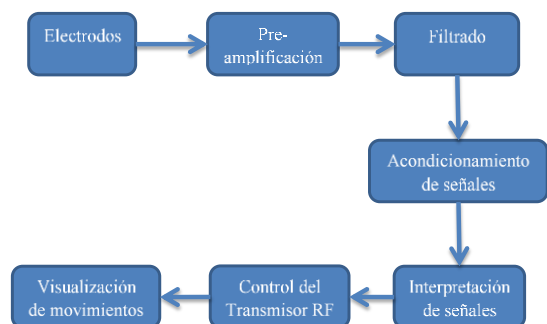 Electrodos
Pre-
amplificación
Filtrado
Acondicionamiento
de señales
Interpretación
de señales
Control del
Transmisor RF
Visualización
de movimientos